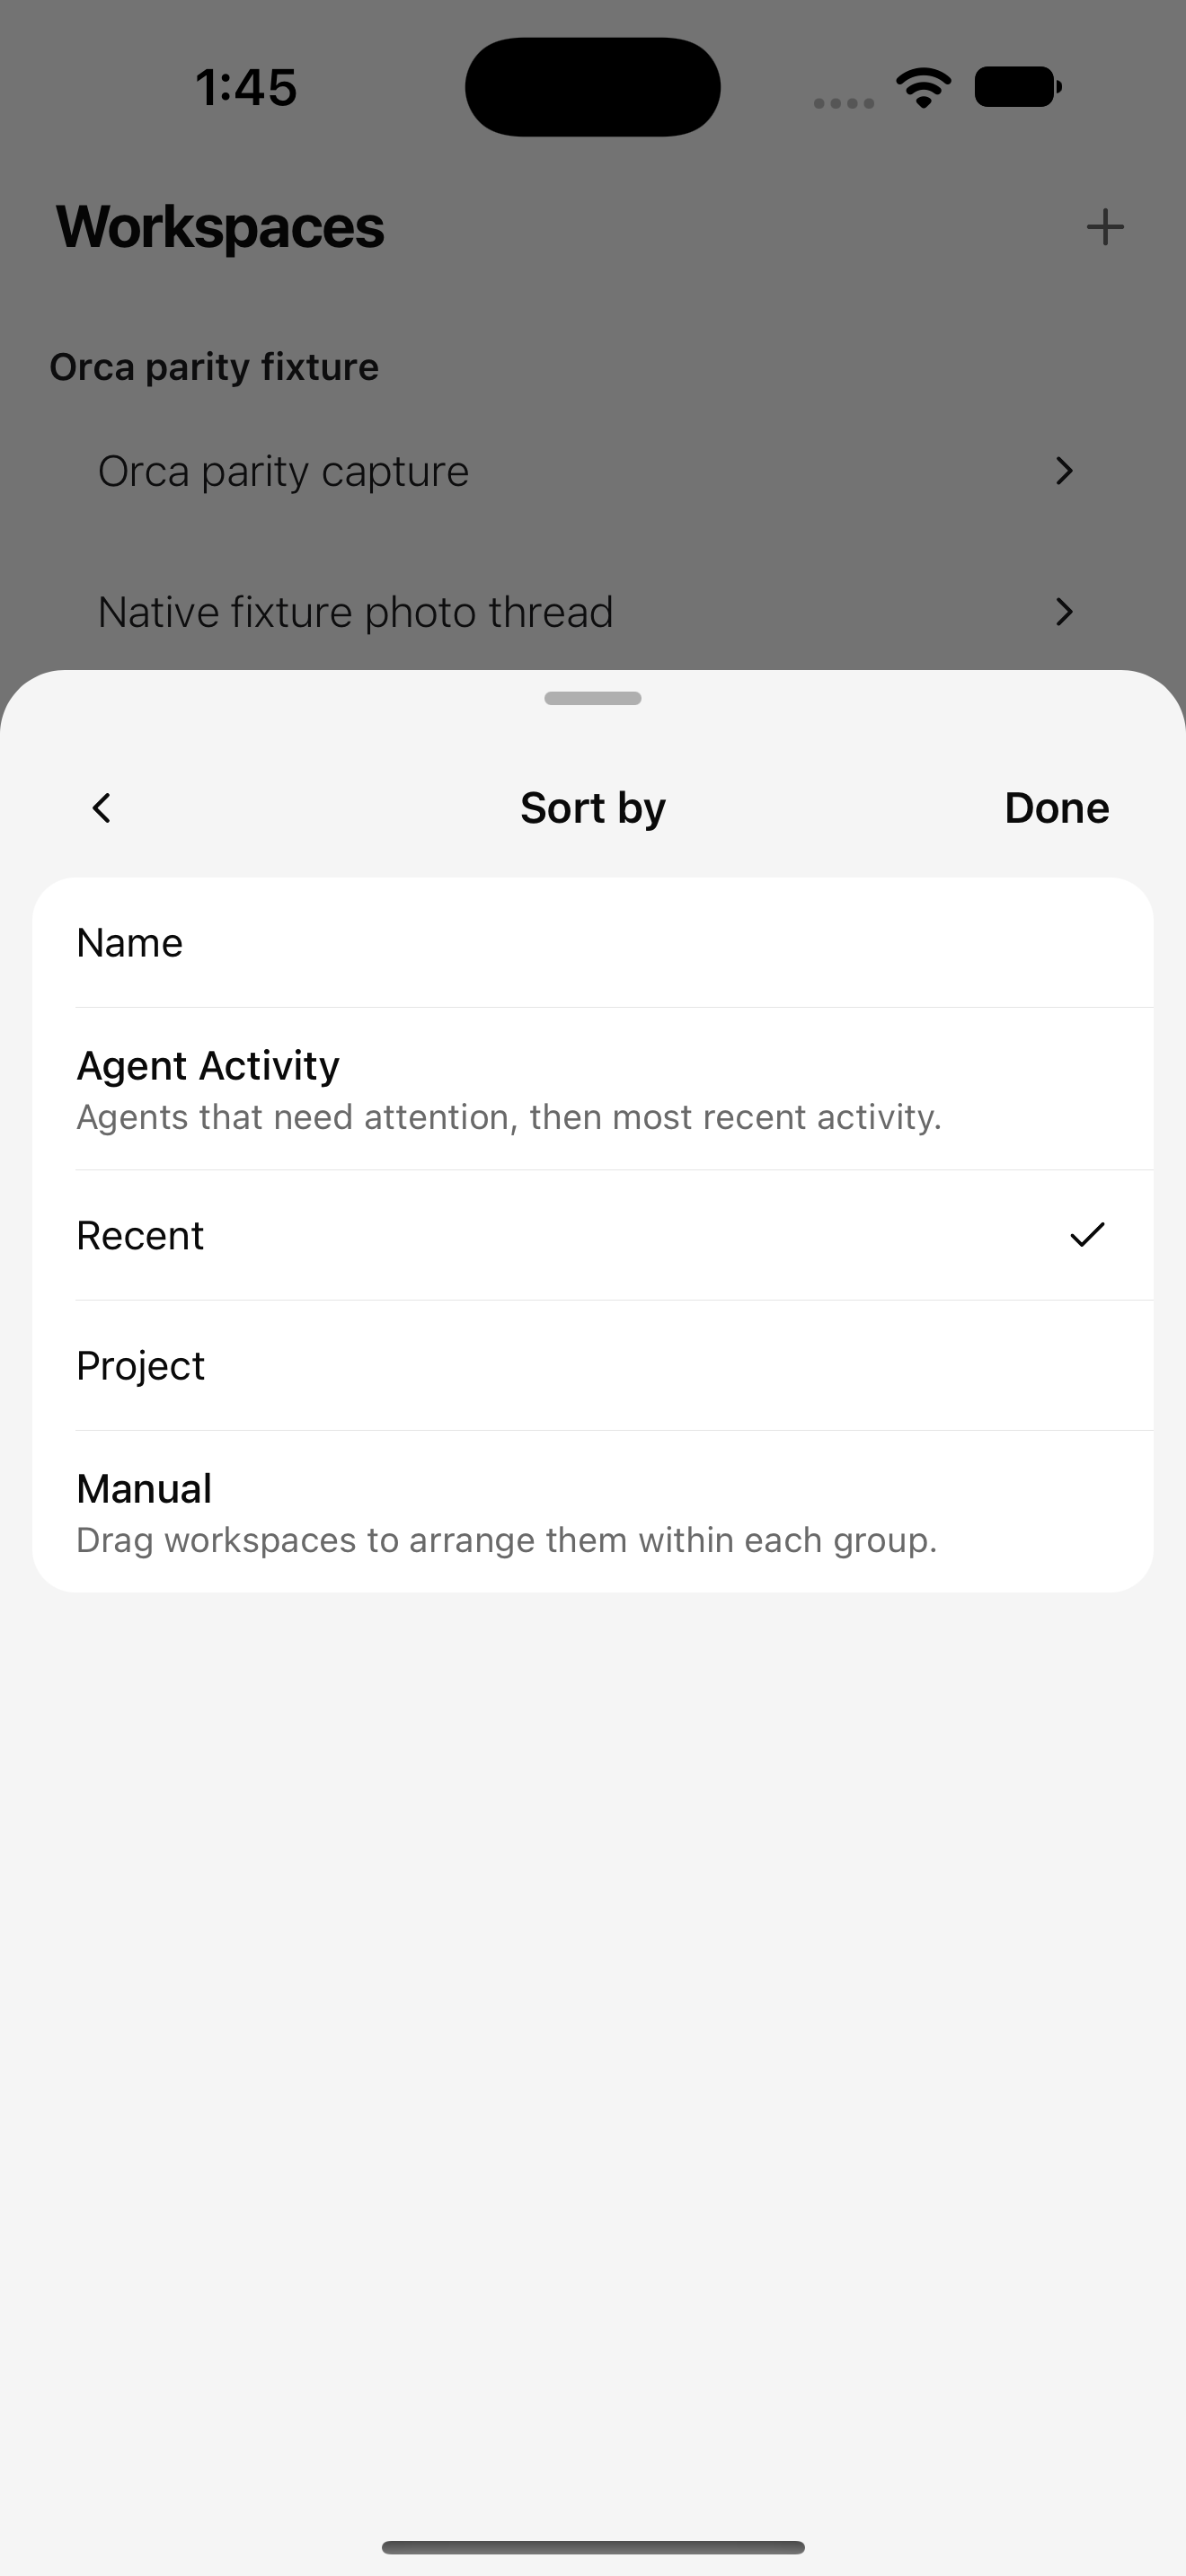 1:45
Workspaces
Orca parity fixture
Orca parity capture
Native fixture photo thread
Sort by
Done
Name
Agent Activity
Agents that need attention, then most recent activity.
Recent
Project
Manual
Drag workspaces to arrange them within each group.